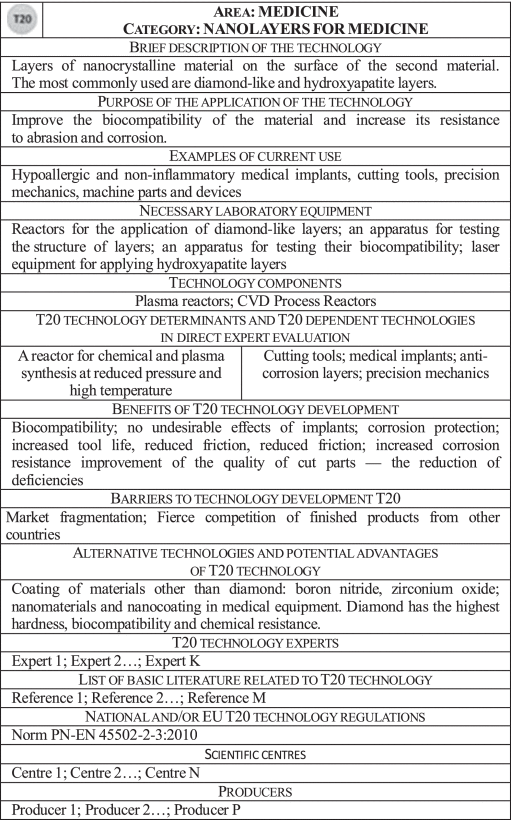 T20
AREA: MEDICINE
CATEGORY: NANOLAYERS FOR MEDICINE
BRIEF DESCRIPTION OF THE TECHNOLOGY
Layers of nanocrystalline material on the surface of the second material.
The most commonly used are diamond-like and hydroxyapatite layers.
PURPOSE OF THE APPLICATION OF THE TECHNOLOGY
Improve the biocompatibility of the material and increase its resistance
to abrasion and corrosion.
EXAMPLES OF CURRENT USE
Hypoallergic and non-inflammatory medical implants, cutting tools, precision
mechanics, machine parts and devices
NECESSARY LABORATORY EQUIPMENT
Reactors for the application of diamond-like layers; an apparatus for testing
the structure of layers; an apparatus for testing their biocompatibility; laser
equipment for applying hydroxyapatite layers
TECHNOLOGY COMPONENTS
Plasma reactors; CVD Process Reactors
T20 TECHNOLOGY DETERMINANTS AND T20 DEPENDENT TECHNOLOGIES
IN DIRECT EXPERT EVALUATION
A reactor for chemical and plasma
synthesis at reduced pressure and
high temperature
Cutting tools; medical implants; anti-
corrosion layers; precision mechanics
BENEFITS OF T20 TECHNOLOGY DEVELOPMENT
Biocompatibility; no undesirable effects of implants; corrosion protection;
increased tool life, reduced friction, reduced friction; increased corrosion
resistance improvement of the quality of cut parts — the reduction of
deficiencies
BARRIERS TO TECHNOLOGY DEVELOPMENT T20
Market fragmentation; Fierce competition of finished products from other
countries
ALTERNATIVE TECHNOLOGIES AND POTENTIAL ADVANTAGES
OF T20 TECHNOLOGY
Coating of materials other than diamond: boron nitride, zirconium oxide;
nanomaterials and nanocoating in medical equipment. Diamond has the highest
hardness, biocompatibility and chemical resistance.
T20 TECHNOLOGY EXPERTS
Expert 1; Expert 2…; Expert K
LIST OF BASIC LITERATURE RELATED TO T20 TECHNOLOGY
Reference 1; Reference 2…; Reference M
NATIONAL AND/OR EU T20 TECHNOLOGY REGULATIONS
Norm PN-EN 45502-2-3:2010
SCIENTIFIC CENTRES
Centre 1; Centre 2…; Centre N
PRODUCERS
Producer 1; Producer 2…; Producer P